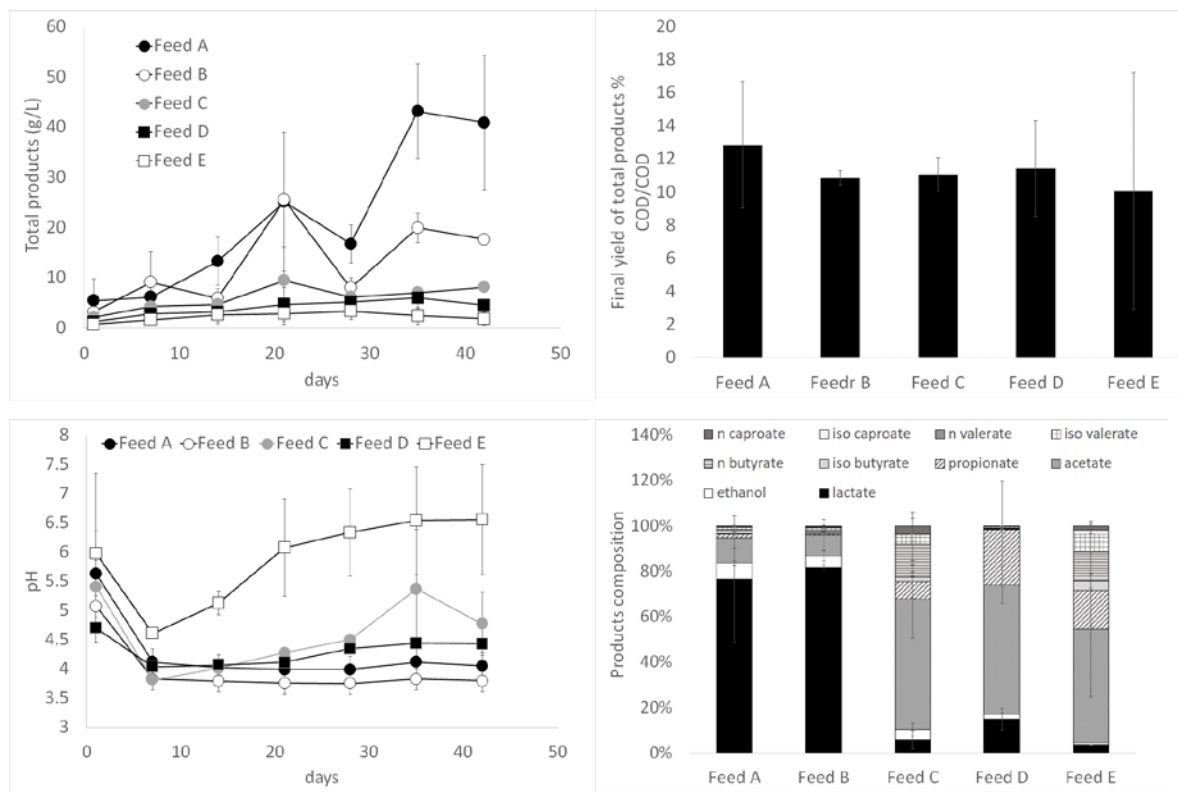 60
50
40
30
20
10
0
Total products (g/L)
Feed A
Feed B
Feed C
Feed D
Feed E
0 10 20 30 40 50
days
20
18
16
14
12
10
8
6
4
2
0
Final yield of total products %
COD/COD
Feed A Feedr B Feed C Feed D Feed E
8
7.5
7
6.5
6
5.5
5
4.5
4
3.5
3
pH
Feed A Feed B Feed C Feed D Feed E
0 10 20 30 40 50
days
140%
120%
100%
80%
60%
40%
20%
0%
Products composition
n caproate iso caproate n valerate iso valerate
n butyrate iso butyrate propionate acetate
ethanol lactate
Feed A Feed B Feed C Feed D Feed E